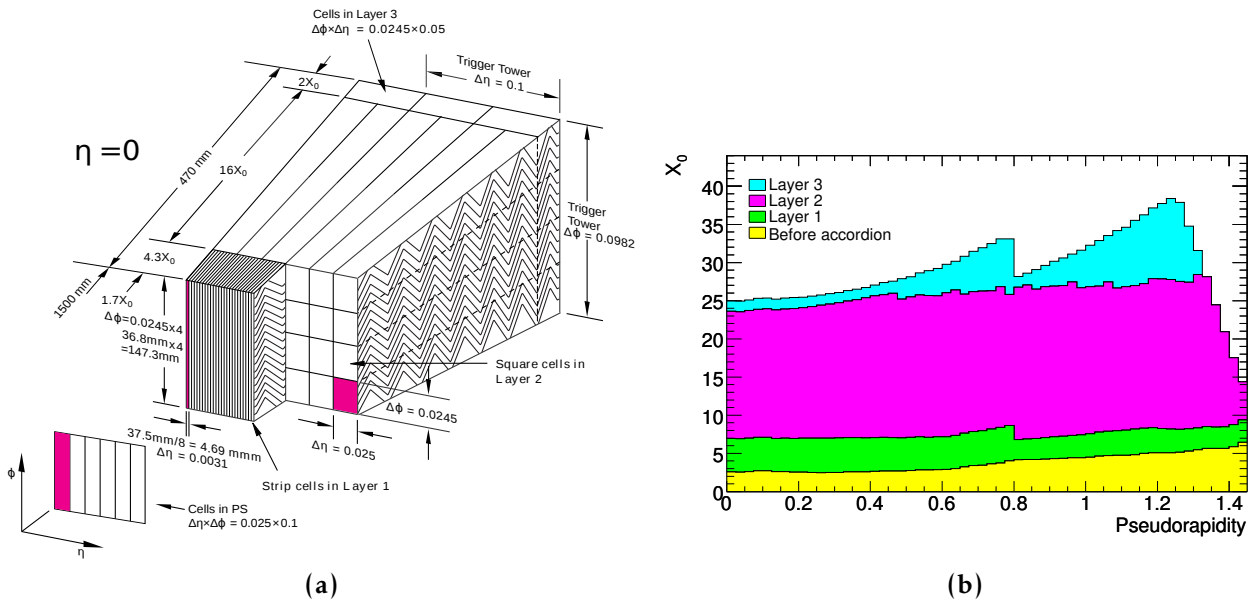 Cells in Layer 3
Δφ×Δη = 0.0245×0.05
Trigger Tower
Δη = 0.1
2X₀
η = 0
470 mm
16X₀
Trigger
Tower
Δφ = 0.0982
4.3X₀
1500 mm
1.7X₀
Δφ=0.0245x4
36.8mmx4
=147.3mm
Square cells in
Layer 2
Δφ = 0.0245
37.5mm/8 = 4.69 mmm
Δη = 0.0031
Δη = 0.025
Strip cells in Layer 1
φ
Cells in PS
Δη×Δφ = 0.025×0.1
η
(a)
X₀
40
35
30
25
20
15
10
5
0
Layer 3
Layer 2
Layer 1
Before accordion
0 0.2 0.4 0.6 0.8 1 1.2 1.4
Pseudorapidity
(b)